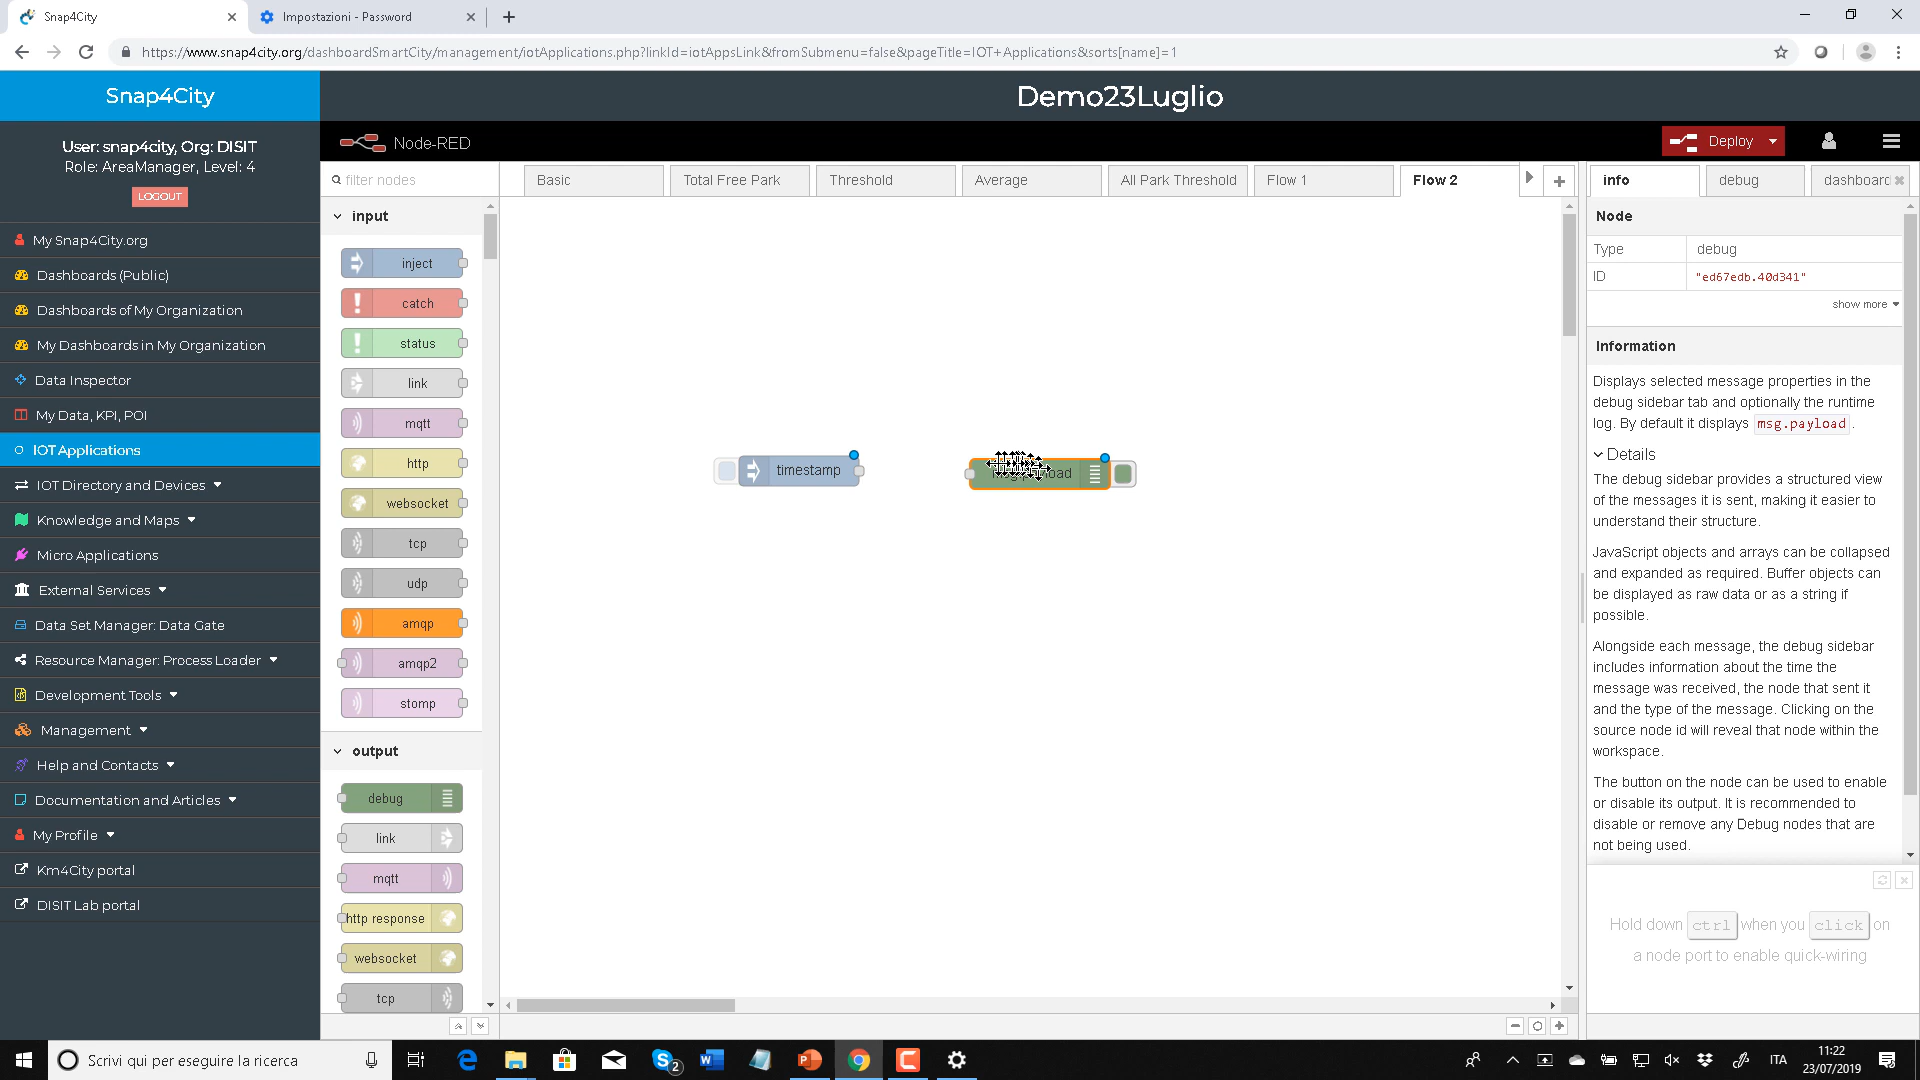 Snap4City
Impostazioni - Password
https://www.snap4city.org/dashboardSmartCity/management/iotApplications.php?linkId=iotAppsLink&fromSubmenu=false&pageTitle=IOT+Applications&sorts[name]=1
Snap4City
Demo23Luglio
User: snap4city, Org: DISIT
Role: AreaManager, Level: 4
LOGOUT
My Snap4City.org
Dashboards (Public)
Dashboards of My Organization
My Dashboards in My Organization
Data Inspector
My Data, KPI, POI
IOT Applications
IOT Directory and Devices
Knowledge and Maps
Micro Applications
External Services
Data Set Manager: Data Gate
Resource Manager: Process Loader
Development Tools
Management
Help and Contacts
Documentation and Articles
My Profile
Km4City portal
DISIT Lab portal
Node-RED
Deploy
filter nodes
Basic
Total Free Park
Threshold
Average
All Park Threshold
Flow 1
Flow 2
input
inject
catch
status
link
mqtt
http
websocket
tcp
udp
amqp
amqp2
stomp
output
debug
link
mqtt
http response
websocket
tcp
timestamp
info
debug
dashboard
Node
Type debug
ID "ed67edb.40d341"
show more
Information
Displays selected message properties in the
debug sidebar tab and optionally the runtime
log. By default it displays msg.payload .
Details
The debug sidebar provides a structured view
of the messages it is sent, making it easier to
understand their structure.
JavaScript objects and arrays can be collapsed
and expanded as required. Buffer objects can
be displayed as raw data or as a string if
possible.
Alongside each message, the debug sidebar
includes information about the time the
message was received, the node that sent it
and the type of the message. Clicking on the
source node id will reveal that node within the
workspace.
The button on the node can be used to enable
or disable its output. It is recommended to
disable or remove any Debug nodes that are
not being used.
Hold down ctrl when you click on
a node port to enable quick-wiring
Scrivi qui per eseguire la ricerca
2
ITA
11:22
23/07/2019